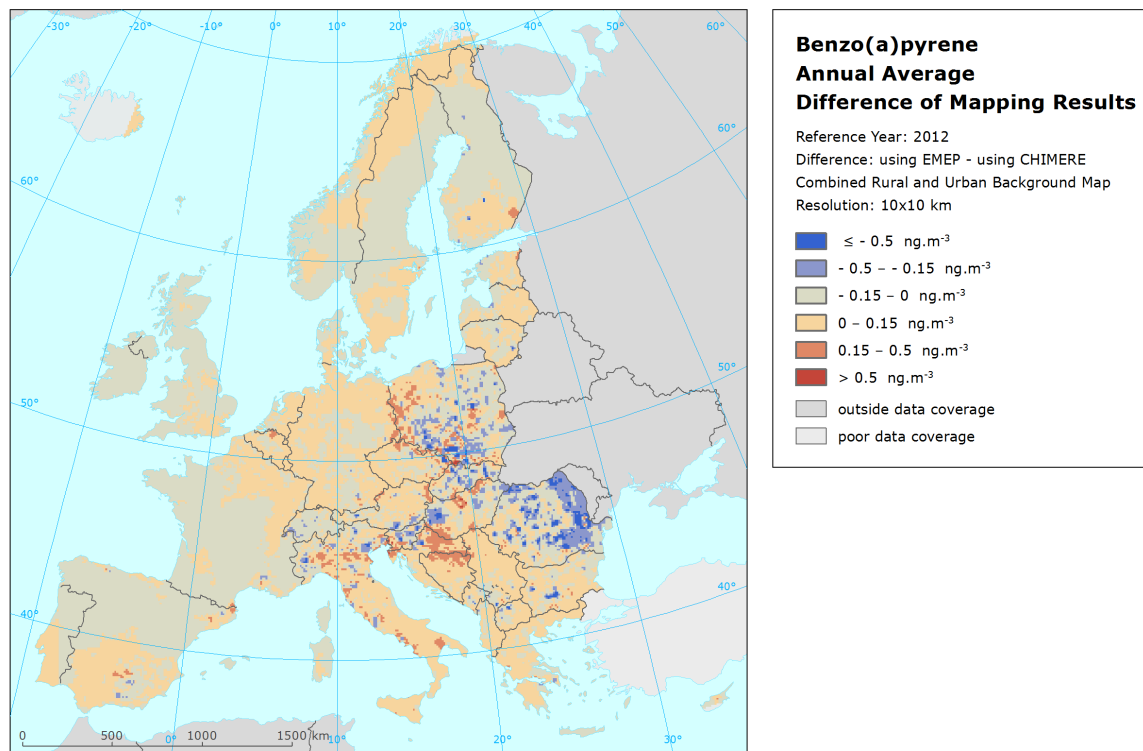 -30°
-20°
-10°
0°
10°
20°
30°
40°
50°
60°
60°
60°
50°
50°
40°
40°
0°
10°
20°
30°
0 500 1000 1500 km
Benzo(a)pyrene
Annual Average
Difference of Mapping Results
Reference Year: 2012
Difference: using EMEP - using CHIMERE
Combined Rural and Urban Background Map
Resolution: 10x10 km
≤ - 0.5 ng.m⁻³
- 0.5 – - 0.15 ng.m⁻³
- 0.15 – 0 ng.m⁻³
0 – 0.15 ng.m⁻³
0.15 – 0.5 ng.m⁻³
> 0.5 ng.m⁻³
outside data coverage
poor data coverage